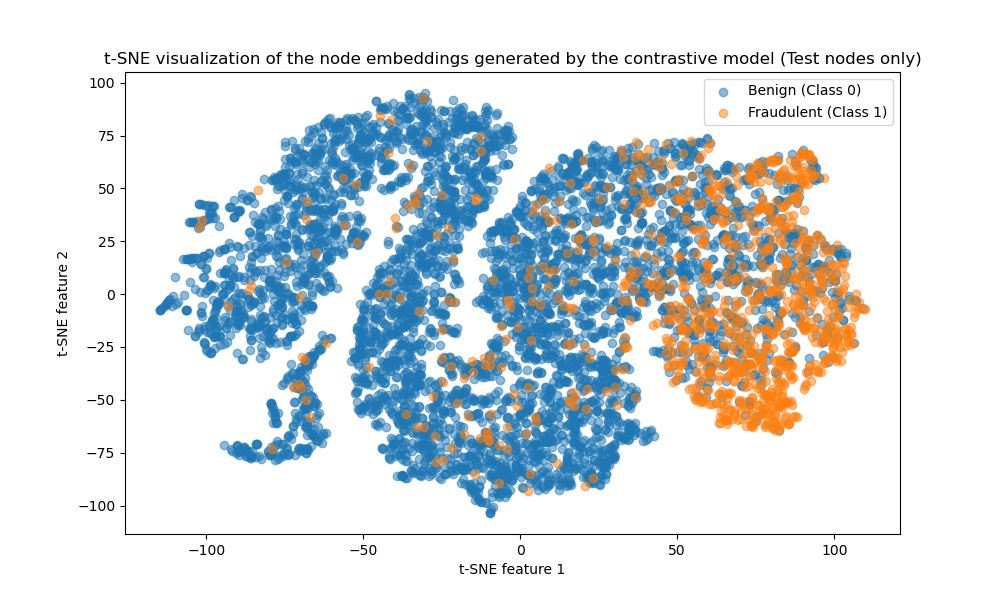 t-SNE visualization of the node embeddings generated by the contrastive model (Test nodes only)
Benign (Class 0)
Fraudulent (Class 1)
100
75
50
25
0
−25
−50
−75
−100
t-SNE feature 2
−100
−50
0
50
100
t-SNE feature 1